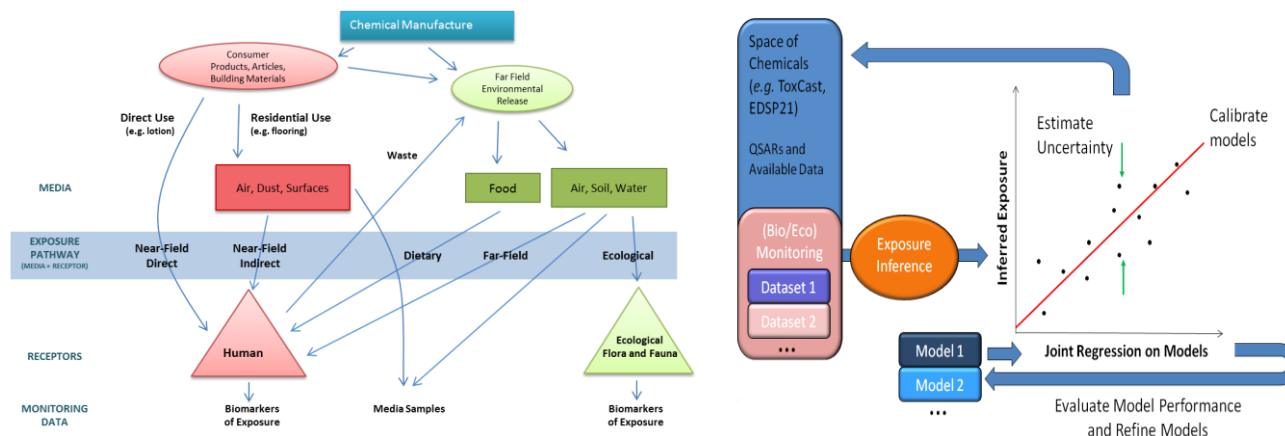 Chemical Manufacture
Consumer
Products, Articles,
Building Materials
Far Field
Environmental
Release
Direct Use
(e.g. lotion)
Residential Use
(e.g. flooring)
Waste
MEDIA
Air, Dust, Surfaces
Food
Air, Soil, Water
EXPOSURE
PATHWAY
(MEDIA + RECEPTOR)
Near-Field
Direct
Near-Field
Indirect
Dietary
Far-Field
Ecological
RECEPTORS
Human
Ecological
Flora and Fauna
MONITORING
DATA
Biomarkers
of Exposure
Media Samples
Biomarkers
of Exposure
Space of
Chemicals
(e.g. ToxCast,
EDSP21)
QSARs and
Available Data
(Bio/Eco)
Monitoring
Dataset 1
Dataset 2
...
Exposure
Inference
Inferred Exposure
Estimate
Uncertainty
Calibrate
models
Model 1
Model 2
...
Joint Regression on Models
Evaluate Model Performance
and Refine Models